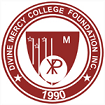 DIVINE MERCY COLLEGE FOUNDATION INC.
M
1990